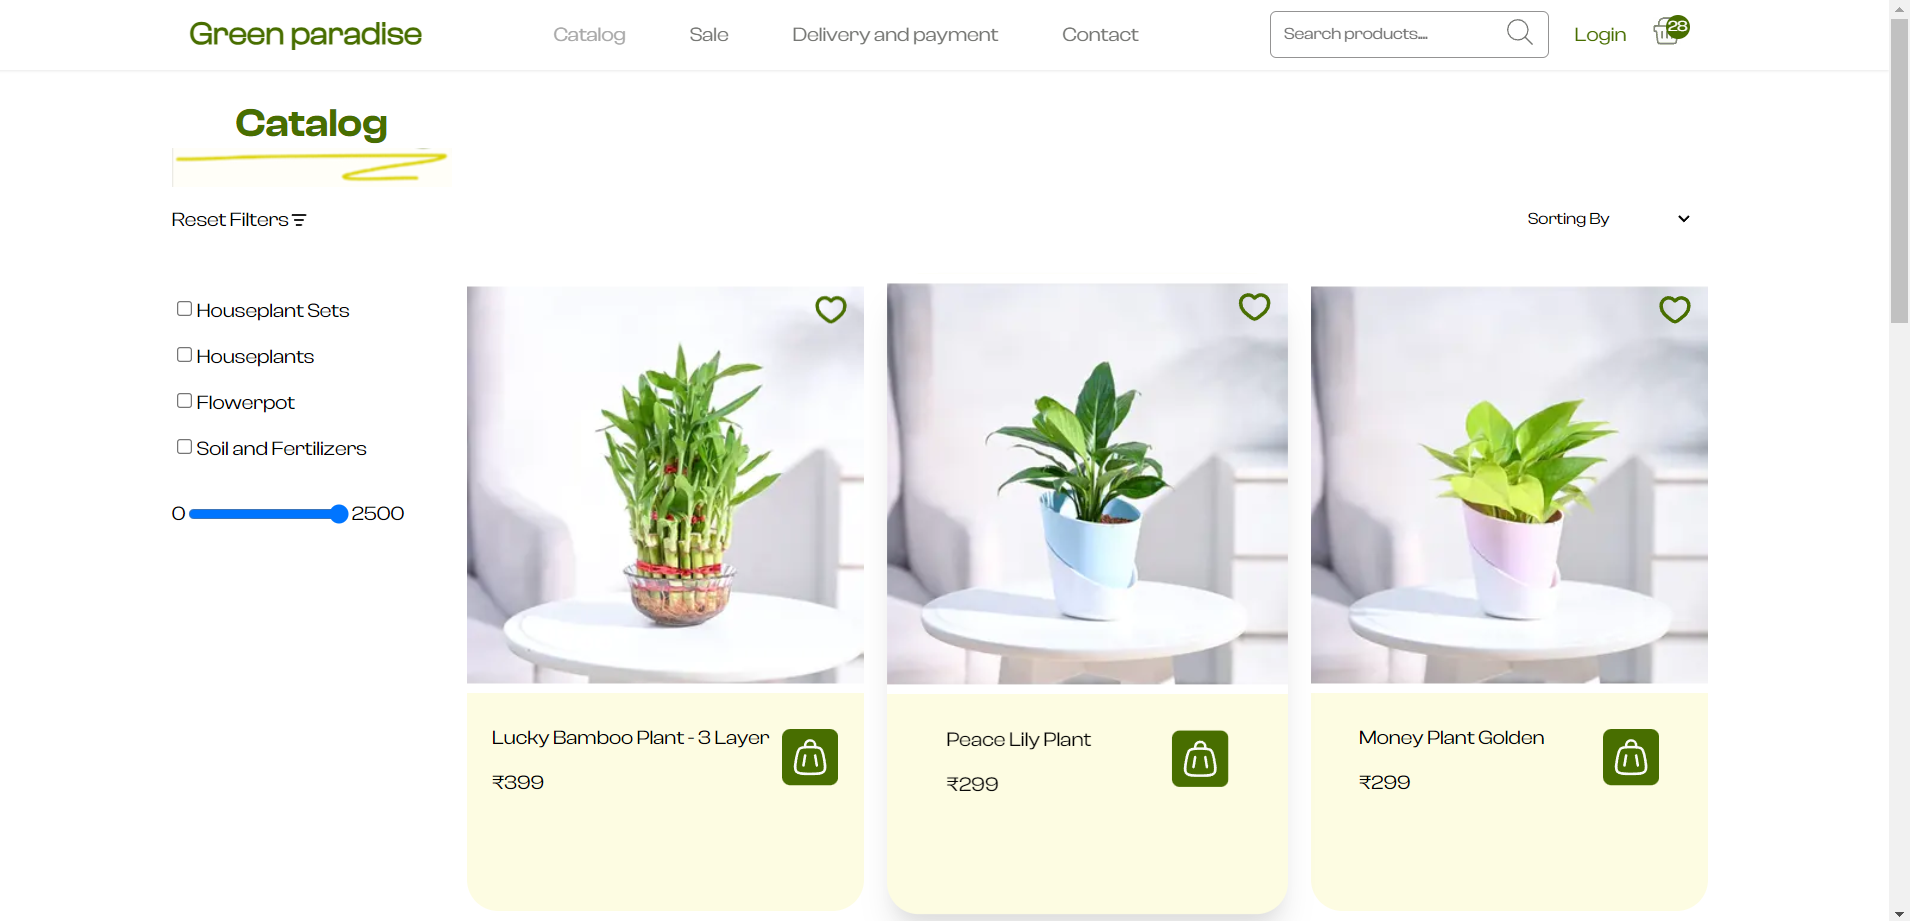 Green paradise
Catalog
Sale
Delivery and payment
Contact
Search products....
Login
28
Catalog
Reset Filters
Sorting By
Houseplant Sets
Houseplants
Flowerpot
Soil and Fertilizers
0 2500
Lucky Bamboo Plant - 3 Layer
₹399
Peace Lily Plant
₹299
Money Plant Golden
₹299